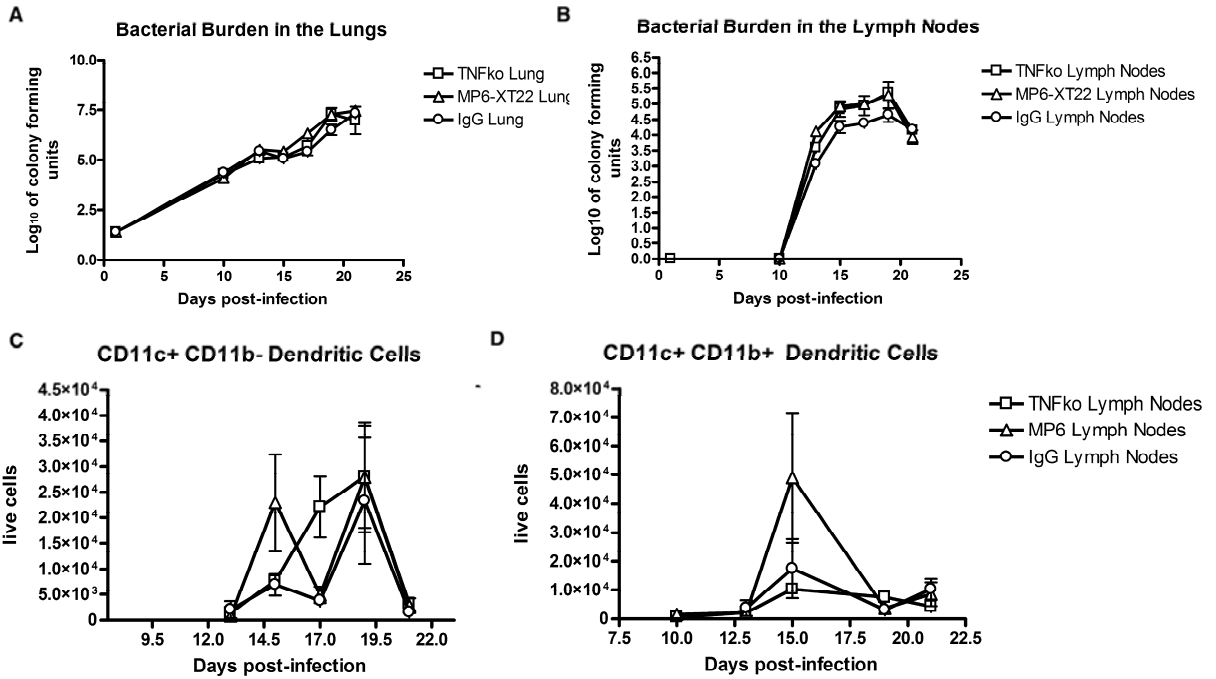 A
Bacterial Burden in the Lungs
Log10 of colony forming
units
10.0
7.5
5.0
2.5
0.0
0 5 10 15 20 25
Days post-infection
TNFko Lung
MP6-XT22 Lung
IgG Lung
B
Bacterial Burden in the Lymph Nodes
Log10 of colony forming
units
6.5
6.0
5.5
5.0
4.5
4.0
3.5
3.0
2.5
2.0
1.5
1.0
0.5
0.0
0 5 10 15 20 25
Days post-infection
TNFko Lymph Nodes
MP6-XT22 Lymph Nodes
IgG Lymph Nodes
C
CD11c+ CD11b- Dendritic Cells
live cells
4.5×10⁴
4.0×10⁴
3.5×10⁴
3.0×10⁴
2.5×10⁴
2.0×10⁴
1.5×10⁴
1.0×10⁴
5.0×10³
0
9.5 12.0 14.5 17.0 19.5 22.0
Days post-infection
D
CD11c+ CD11b+ Dendritic Cells
live cells
8.0×10⁴
7.0×10⁴
6.0×10⁴
5.0×10⁴
4.0×10⁴
3.0×10⁴
2.0×10⁴
1.0×10⁴
0
7.5 10.0 12.5 15.0 17.5 20.0 22.5
Days post-infection
TNFko Lymph Nodes
MP6 Lymph Nodes
IgG Lymph Nodes